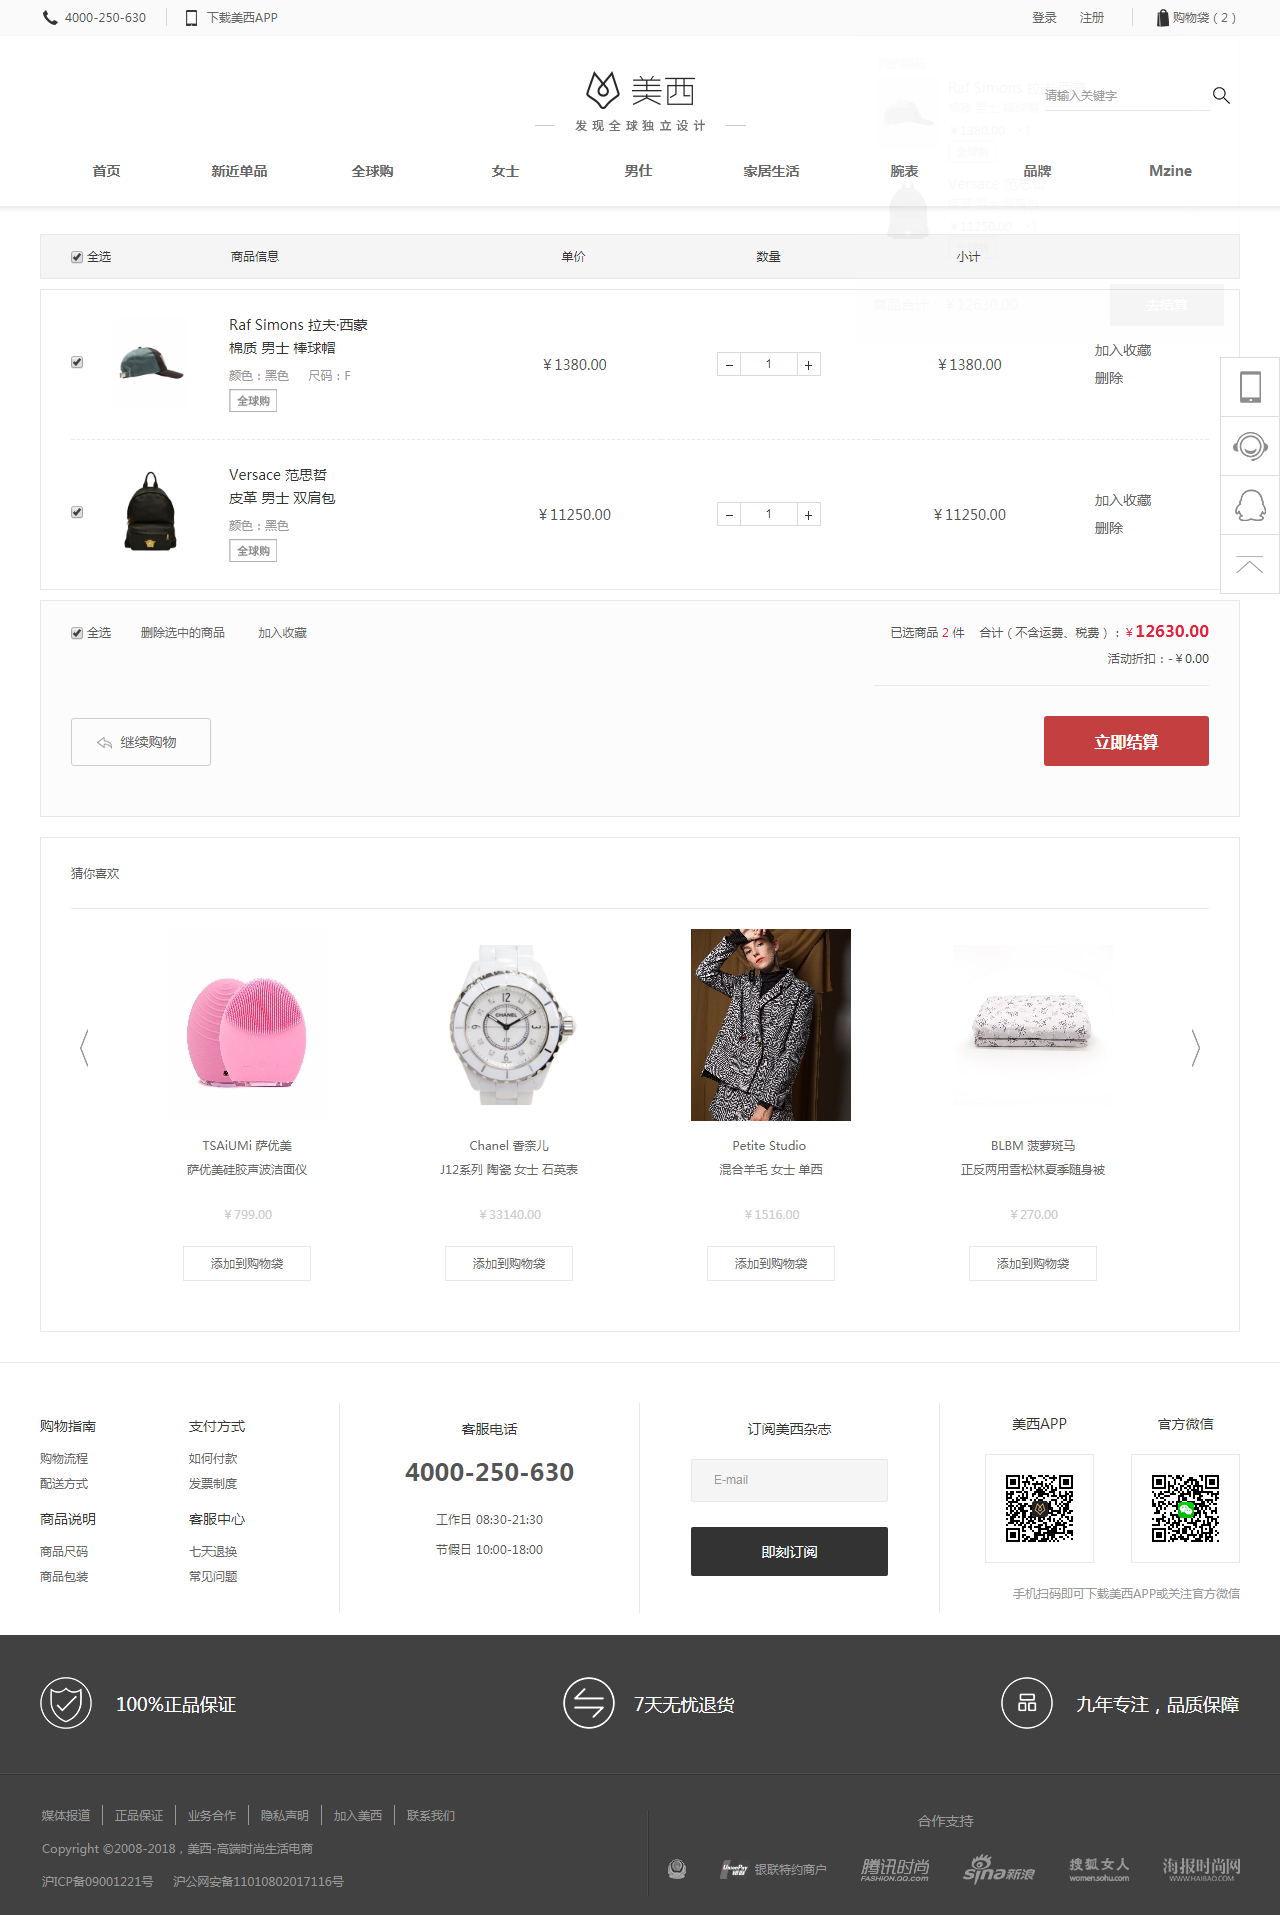 4000-250-630 下载美西APP 登录 注册 购物袋 ( 2 )
美西
发现全球独立设计
请输入关键字
首页 新近单品 全球购 女士 男仕 家居生活 腕表 品牌 Mzine
全选 商品信息 单价 数量 小计
Raf Simons 拉夫·西蒙
棉质 男士 棒球帽
颜色：黑色 尺码：F
全球购
￥1380.00 − 1 + ￥1380.00
加入收藏
删除
Versace 范思哲
皮革 男士 双肩包
颜色：黑色
全球购
￥11250.00 − 1 + ￥11250.00
加入收藏
删除
全选 删除选中的商品 加入收藏
已选商品 2 件 合计（不含运费、税费）：￥12630.00
活动折扣：-￥0.00
继续购物 立即结算
猜你喜欢
TSAiUMi 萨优美
萨优美硅胶声波洁面仪
￥799.00
添加到购物袋
Chanel 香奈儿
J12系列 陶瓷 女士 石英表
￥33140.00
添加到购物袋
Petite Studio
混合羊毛 女士 单西
￥1516.00
添加到购物袋
BLBM 菠萝斑马
正反两用雪松林夏季随身被
￥270.00
添加到购物袋
购物指南
购物流程
配送方式
支付方式
如何付款
发票制度
商品说明
商品尺码
商品包装
客服中心
七天退换
常见问题
客服电话
4000-250-630
工作日 08:30-21:30
节假日 10:00-18:00
订阅美西杂志
E-mail
即刻订阅
美西APP 官方微信
手机扫码即可下载美西APP或关注官方微信
100%正品保证 7天无忧退货 品 九年专注，品质保障
媒体报道 正品保证 业务合作 隐私声明 加入美西 联系我们
Copyright ©2008-2018，美西-高端时尚生活电商
沪ICP备09001221号 沪公网安备11010802017116号
合作支持
UnionPay 银联 银联特约商户
腾讯时尚
FASHION.QQ.COM
sina新浪
搜狐女人
women.sohu.com
海报时尚网
WWW.HAIBAO.COM